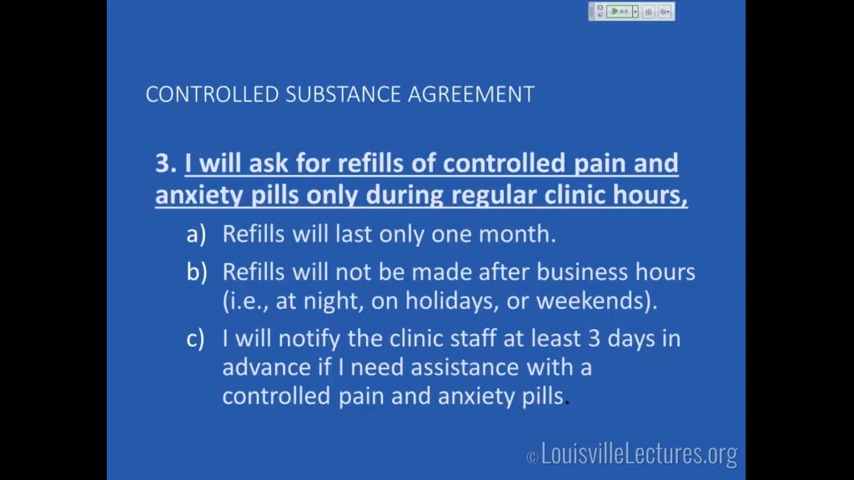 CONTROLLED SUBSTANCE AGREEMENT
3. I will ask for refills of controlled pain and
anxiety pills only during regular clinic hours,
a) Refills will last only one month.
b) Refills will not be made after business hours
(i.e., at night, on holidays, or weekends).
c) I will notify the clinic staff at least 3 days in
advance if I need assistance with a
controlled pain and anxiety pills.
© LouisvilleLectures.org